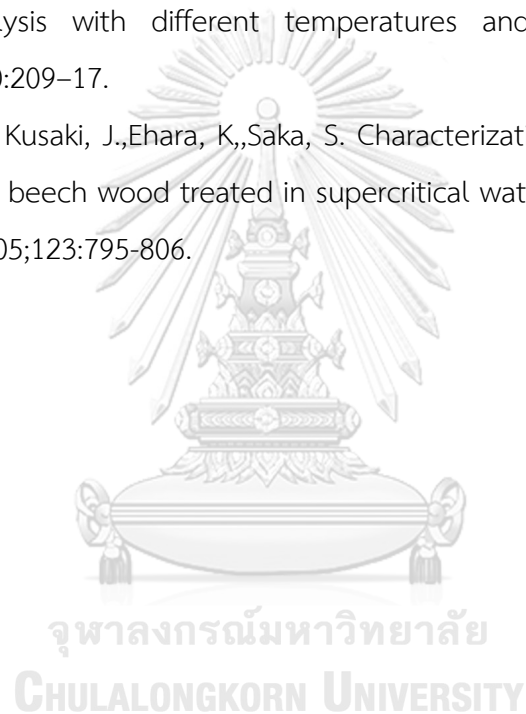 lysis with different temperatures and
:209–17.
Kusaki, J.,Ehara, K,,Saka, S. Characterizat
beech wood treated in supercritical wat
05;123:795-806.
จุฬาลงกรณ์มหาวิทยาลัย
CHULALONGKORN UNIVERSITY